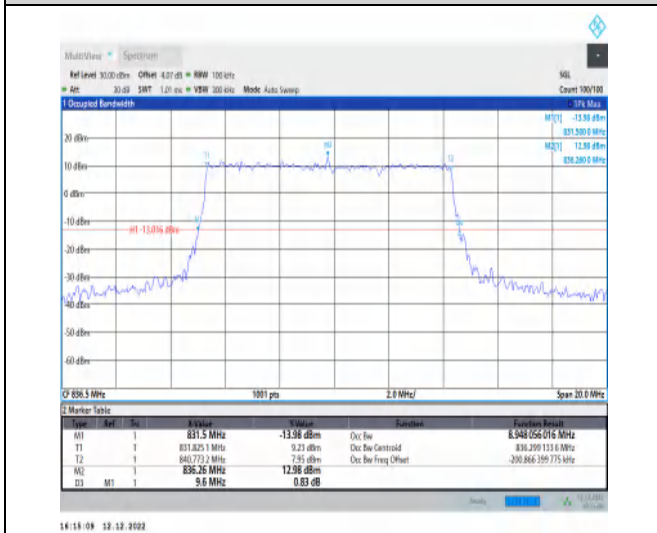 MultiView Spectrum
Ref Level 30.00 dBm Offset 4.07 dB RBW 100 kHz SGL
Att 30 dB SWT 1.01 ms VBW 300 kHz Mode Auto Sweep Count 100/100
1 Occupied Bandwidth 1Pk Max
M1[1] -13.98 dBm
831.500 0 MHz
M2[1] 12.98 dBm
836.260 0 MHz
20 dBm
M2
T1 T2
10 dBm
0 dBm
-10 dBm
H1 -13.016 dBm
-20 dBm
-30 dBm
-40 dBm
-50 dBm
-60 dBm
CF 836.5 MHz 1001 pts 2.0 MHz/ Span 20.0 MHz
2 Marker Table
Type Ref Trc X-Value Y-Value Function Function Result
M1 1 831.5 MHz -13.98 dBm Occ Bw 8.948 056 016 MHz
T1 1 831.825 1 MHz 9.23 dBm Occ Bw Centroid 836.299 133 6 MHz
T2 1 840.773 2 MHz 7.95 dBm Occ Bw Freq Offset -200.866 399 775 kHz
M2 1 836.26 MHz 12.98 dBm
D3 M1 1 9.6 MHz 0.83 dB
Ready
16:15:09 12.12.2022